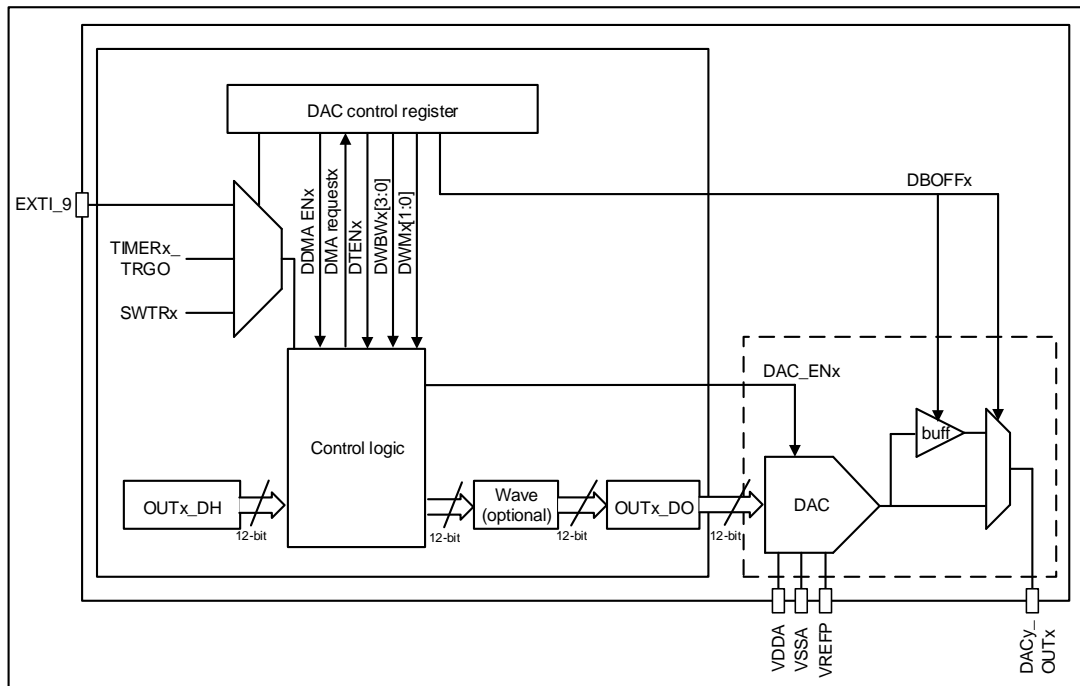 DAC control register
EXTI_9
TIMERx_
TRGO
SWTRx
DDMA ENx
DMA requestx
DTENx
DWBWx[3:0]
DWMx[1:0]
DBOFFx
DAC_ENx
buff
Control logic
OUTx_DH
12-bit
12-bit
Wave
(optional)
12-bit
OUTx_DO
12-bit
DAC
VDDA
VSSA
VREFP
DACy_
OUTx